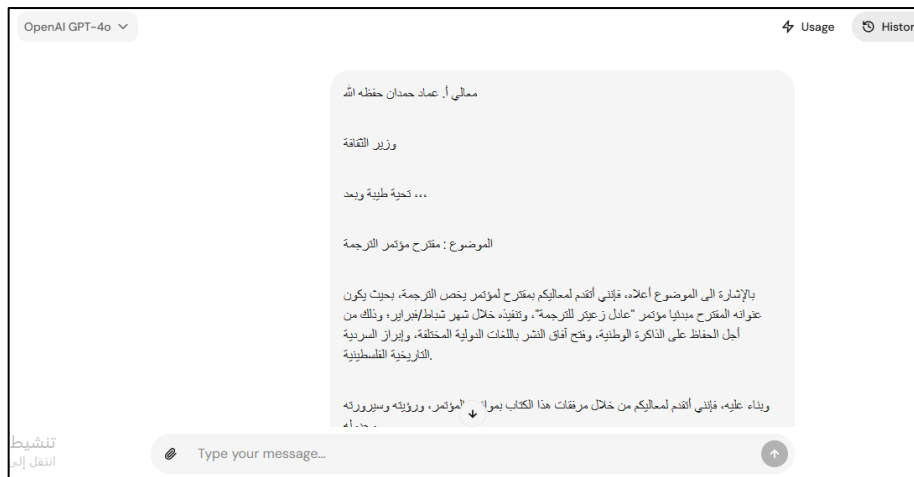 OpenAI GPT-4o
Usage
Histor
معالي أ. عماد حمدان حفظه الله
وزير الثقافة
تحية طيبة وبعد ،،،
الموضوع : مقترح مؤتمر الترجمة
بالإشارة الى الموضوع أعلاه، فإنني أتقدم لمعاليكم بمقترح لمؤتمر يخص الترجمة، بحيث يكون
عنوانه المقترح مبدئيا مؤتمر "عادل زعيتر للترجمة"، وتنفيذه خلال شهر شباط/فبراير؛ وذلك من
أجل الحفاظ على الذاكرة الوطنية، وفتح آفاق النشر باللغات الدولية المختلفة، وإبراز السردية
التاريخية الفلسطينية.
وبناء عليه، فإنني أتقدم لمعاليكم من خلال مرفقات هذا الكتاب المؤتمر، ورؤيته وسيرورته
تنشيط
انتقل إلى
Type your message...